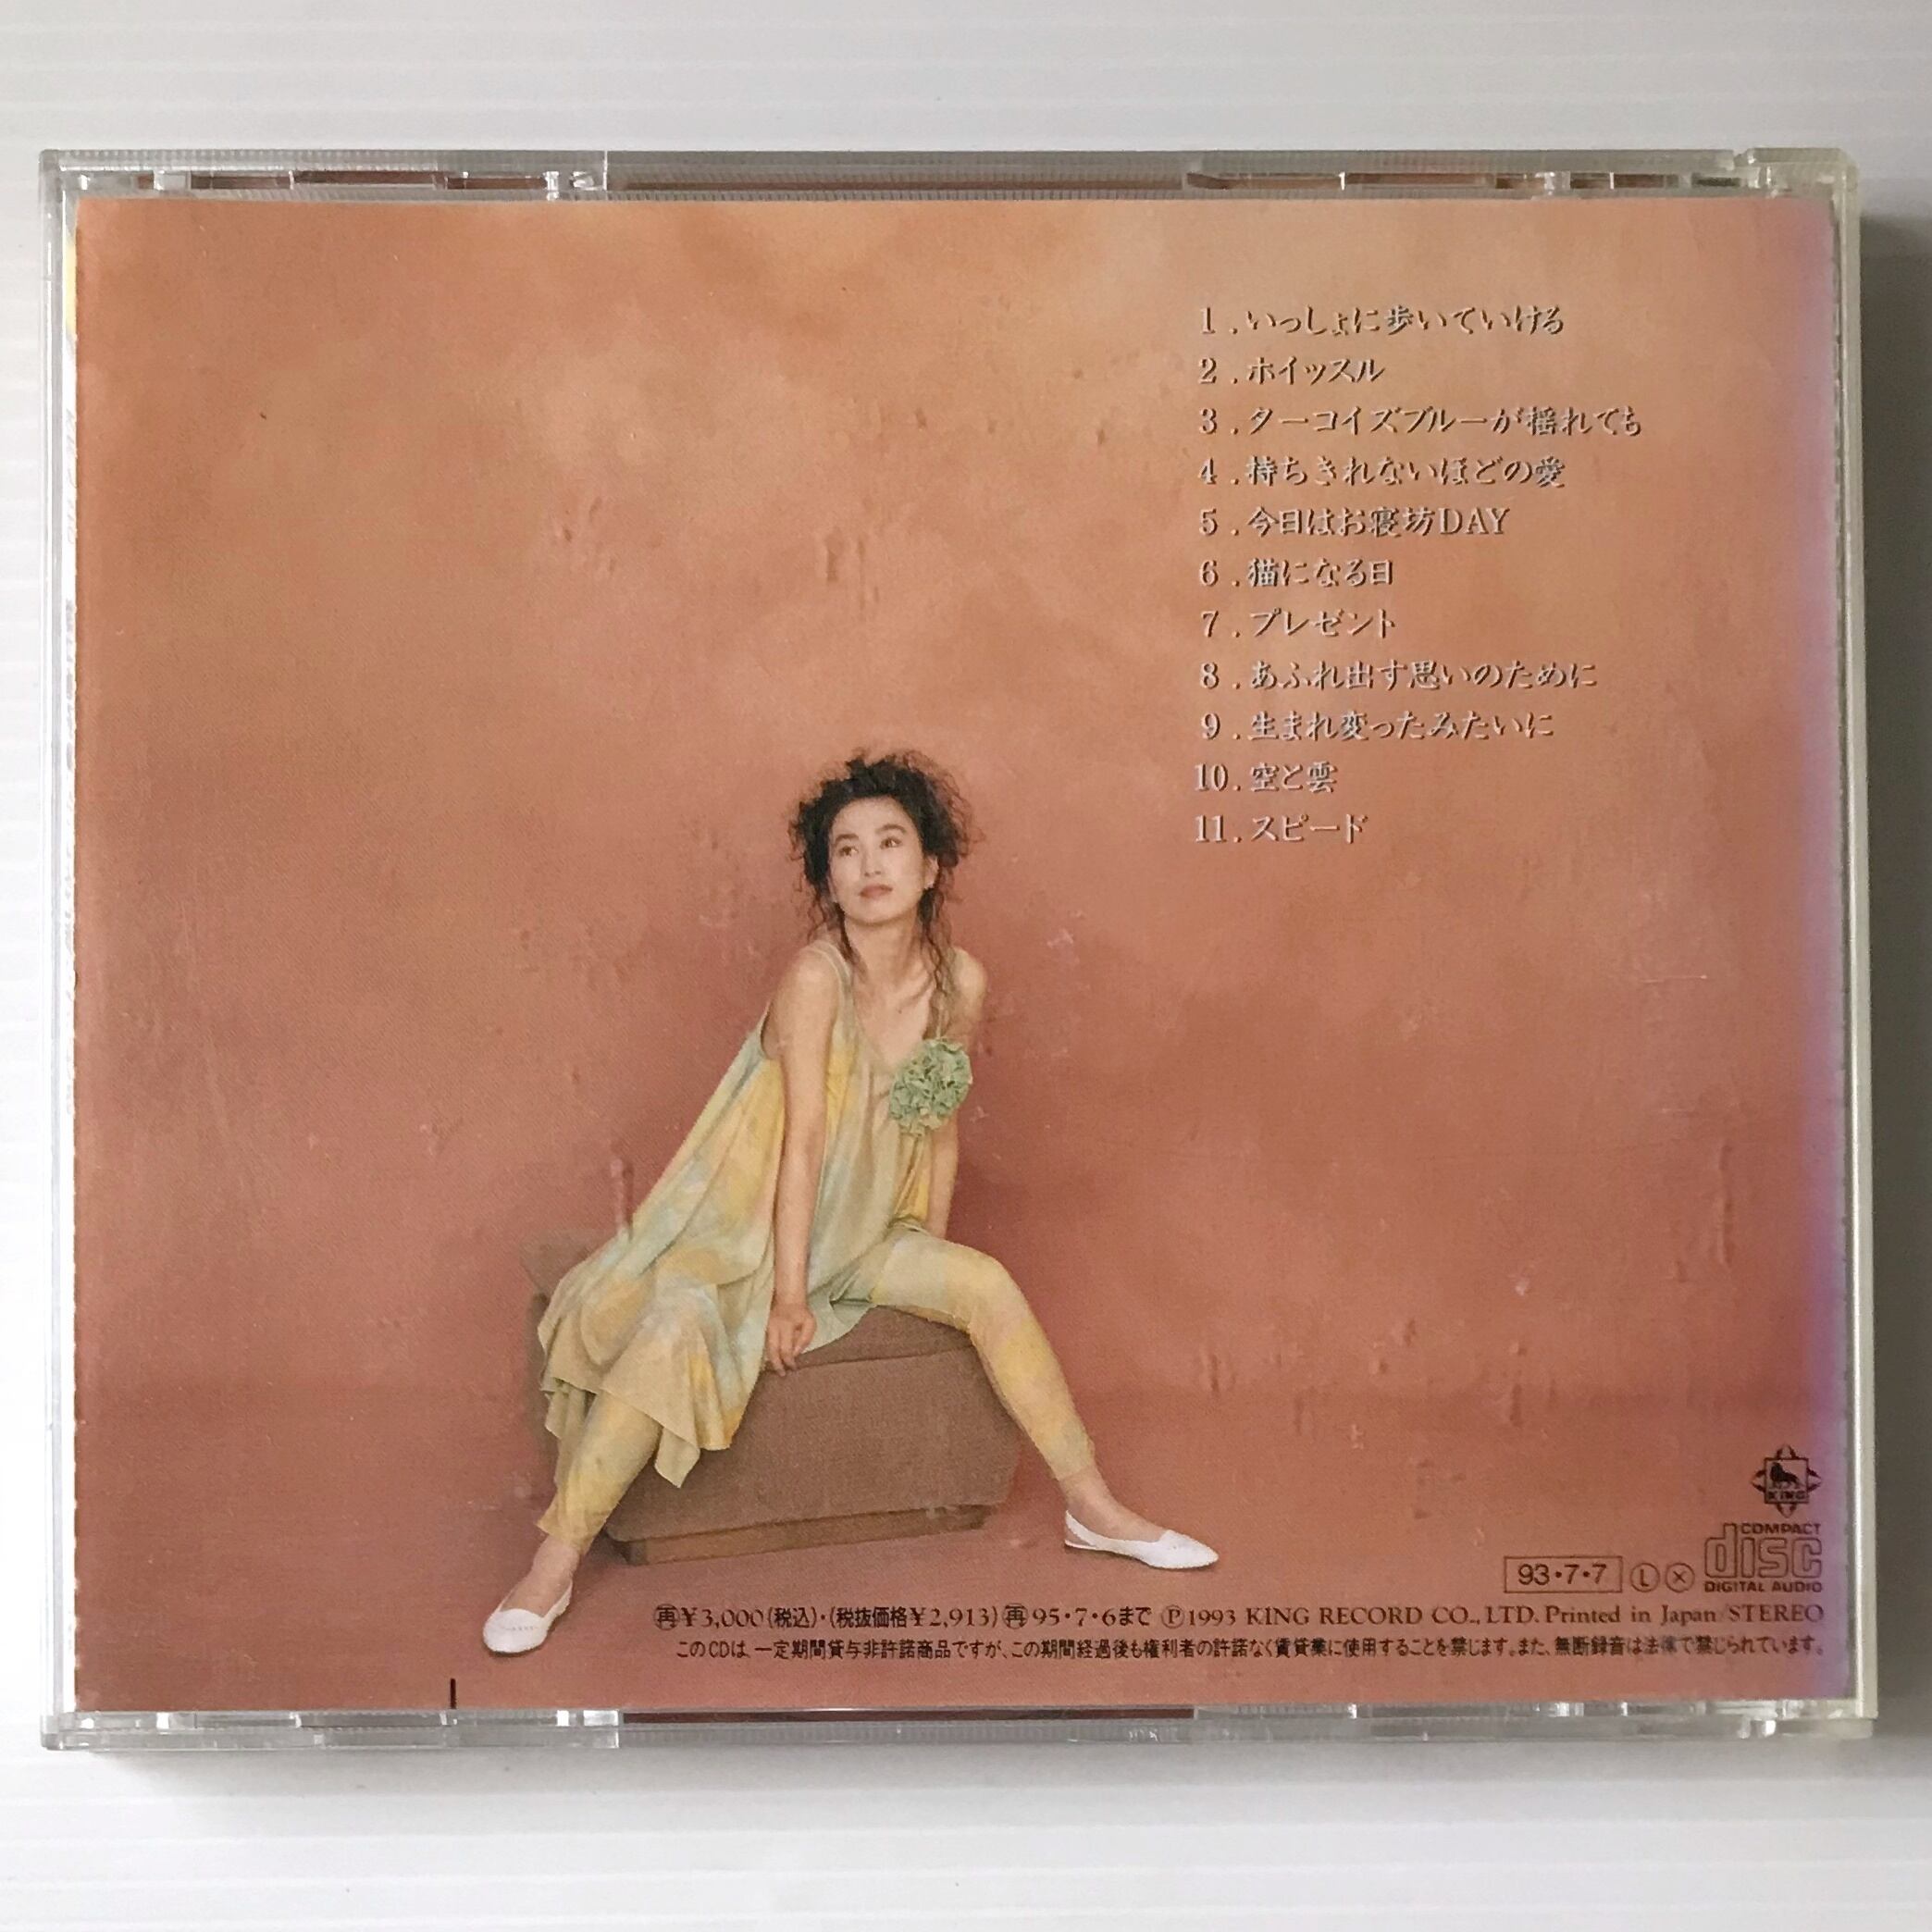 1.いっしょに歩いていける
2.ホイッスル
3.ターコイズブルーが揺れても
4.持ちきれないほどの愛
5.今日はお寝坊DAY
6.猫になる日
7.プレゼント
8.あふれ出す思いのために
9.生まれ変ったみたいに
10.空と雲
11.スピード
KING
COMPACT
disc
DIGITAL AUDIO
93・7・7 Ⓛ ⓧ
㊢¥3,000(税込)・(税抜価格¥2,913)㊢95・7・6まで Ⓟ1993 KING RECORD CO.,LTD. Printed in Japan/STEREO
このCDは、一定期間貸与非許諾商品ですが、この期間経過後も権利者の許諾なく賃貸業に使用することを禁じます。また、無断録音は法律で禁じられています。